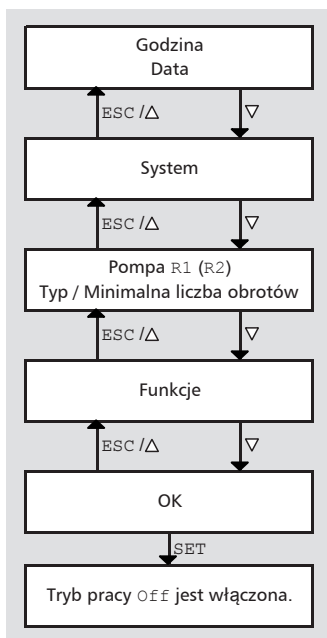 Godzina
Data
ESC /△ ▽
System
ESC /△ ▽
Pompa R1 (R2)
Typ / Minimalna liczba obrotów
ESC /△ ▽
Funkcje
ESC /△ ▽
OK
SET
Tryb pracy Off jest włączona.